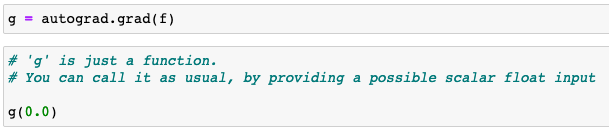 g = autograd.grad(f)
# 'g' is just a function.
# You can call it as usual, by providing a possible scalar float input
g(0.0)